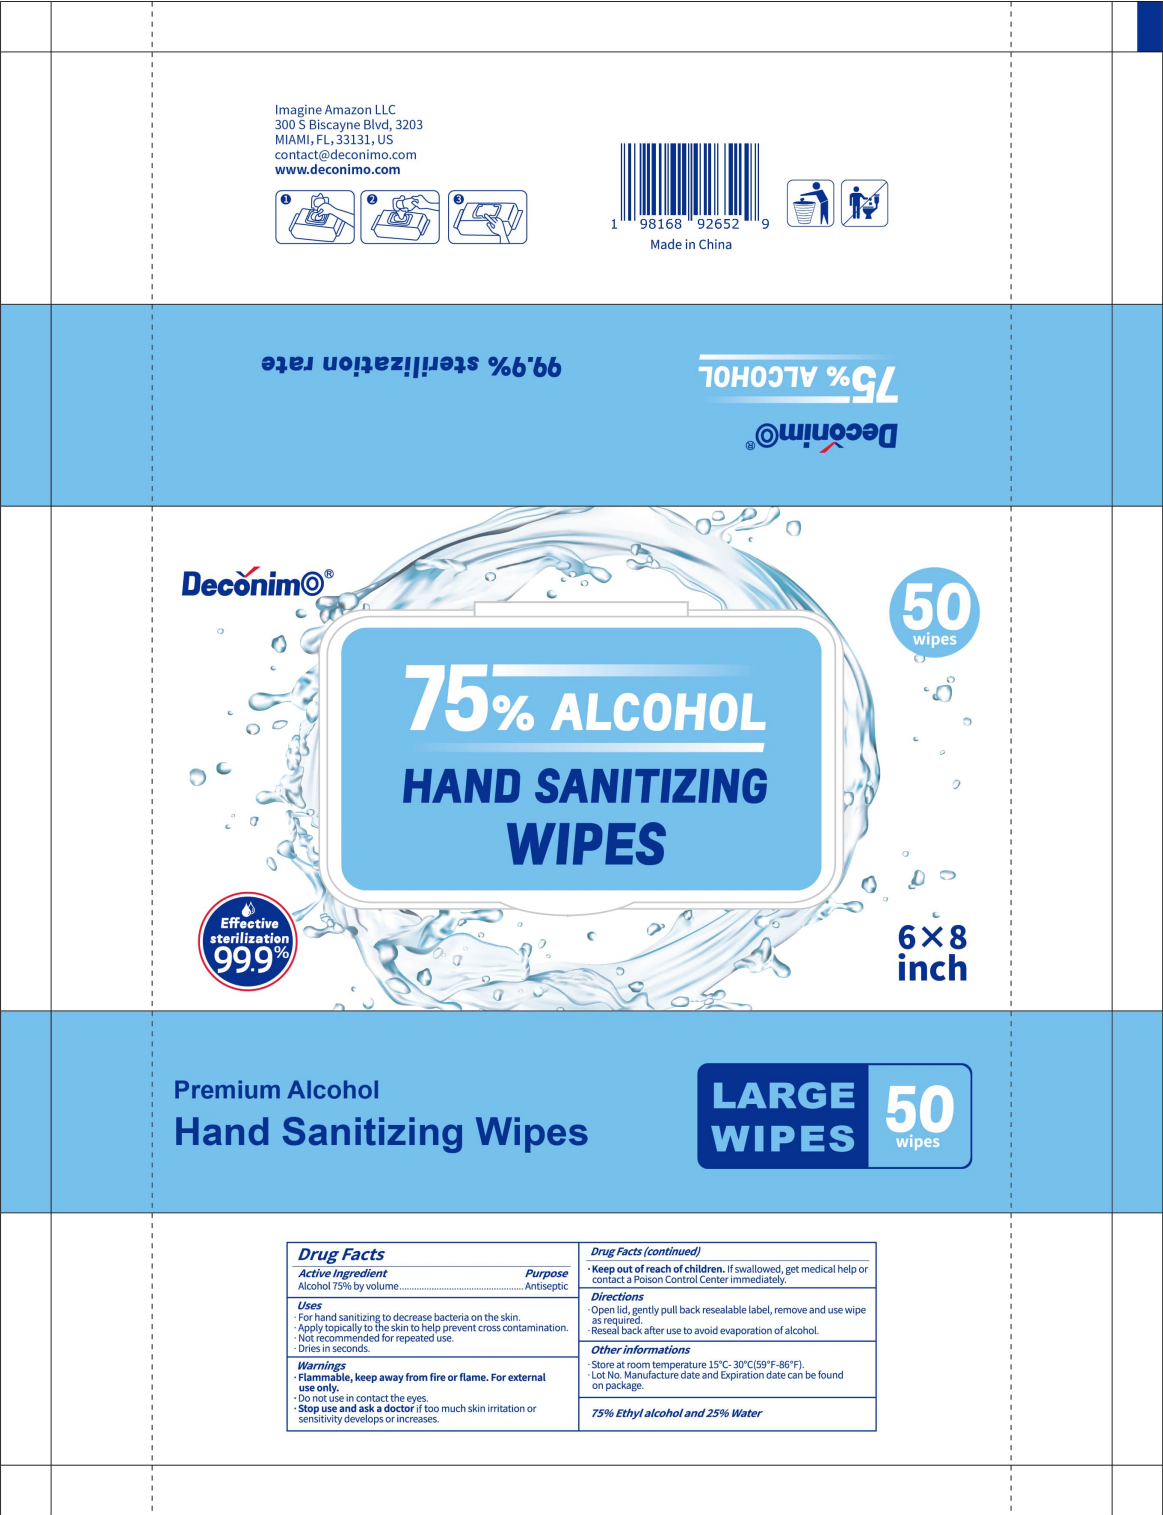 Imagine Amazon LLC
300 S Biscayne Blvd, 3203
MIAMI, FL, 33131, US
contact@deconimo.com
www.deconimo.com
1
2
3
1 98168 92652 9
Made in China
99.9% sterilization rate
75% ALCOHOL
Deconimo®
Deconimo®
50
wipes
75% ALCOHOL
HAND SANITIZING
WIPES
Effective
sterilization
99.9%
6×8
inch
Premium Alcohol
Hand Sanitizing Wipes
LARGE
WIPES
50
wipes
Drug Facts
Active Ingredient Purpose
Alcohol 75% by volume.................................................. Antiseptic
Uses
· For hand sanitizing to decrease bacteria on the skin.
· Apply topically to the skin to help prevent cross contamination.
· Not recommended for repeated use.
· Dries in seconds.
Warnings
· Flammable, keep away from fire or flame. For external
use only.
· Do not use in contact the eyes.
· Stop use and ask a doctor if too much skin irritation or
sensitivity develops or increases.
Drug Facts (continued)
· Keep out of reach of children. If swallowed, get medical help or
contact a Poison Control Center immediately.
Directions
· Open lid, gently pull back resealable label, remove and use wipe
as required.
· Reseal back after use to avoid evaporation of alcohol.
Other informations
· Store at room temperature 15°C- 30°C(59°F-86°F).
· Lot No. Manufacture date and Expiration date can be found
on package.
75% Ethyl alcohol and 25% Water